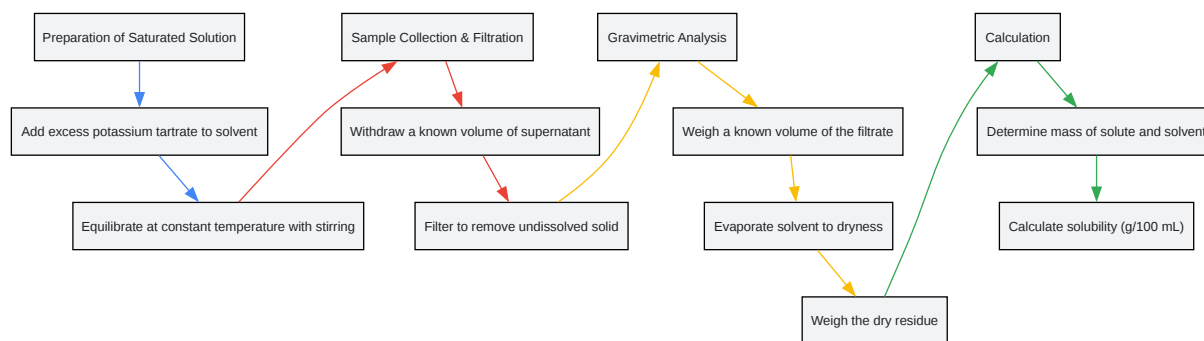 Preparation of Saturated Solution
Add excess potassium tartrate to solvent
Equilibrate at constant temperature with stirring
Sample Collection & Filtration
Withdraw a known volume of supernatant
Filter to remove undissolved solid
Gravimetric Analysis
Weigh a known volume of the filtrate
Evaporate solvent to dryness
Weigh the dry residue
Calculation
Determine mass of solute and solvent
Calculate solubility (g/100 mL)